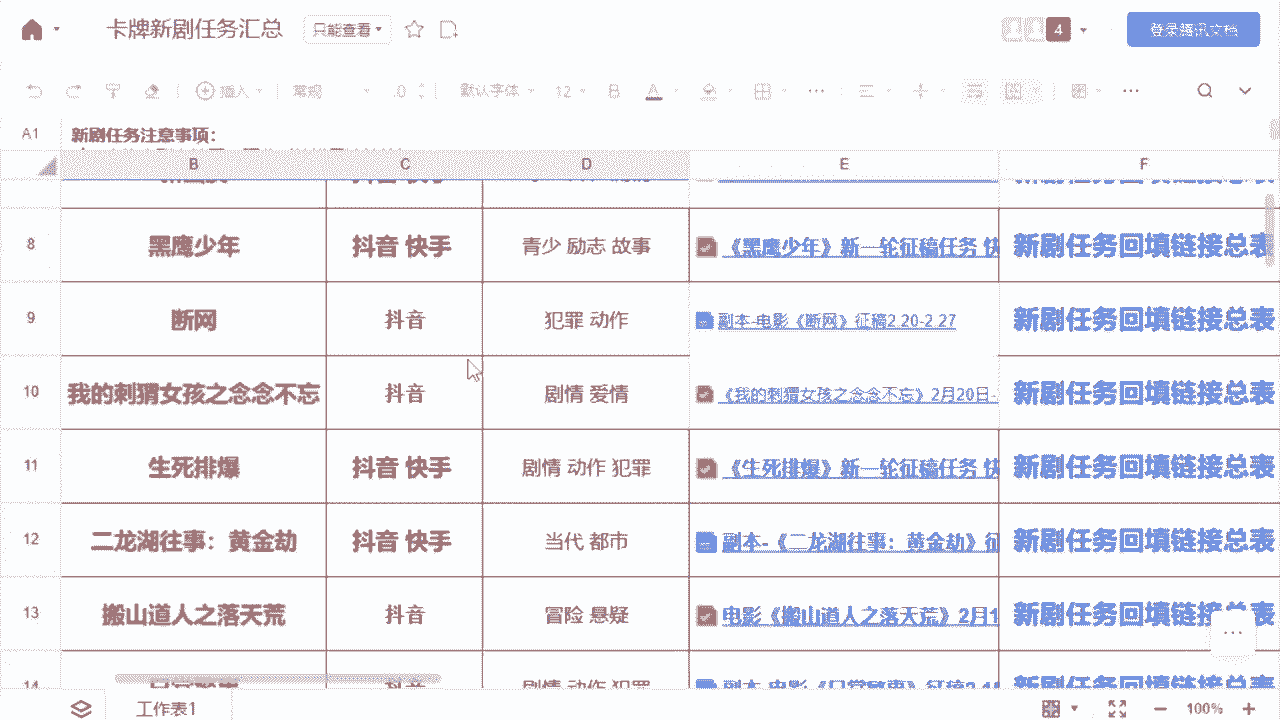 卡牌新剧任务汇总 只能查看 4 登录腾讯文档
插入 常规 .0 默认字体 12 B A
A1 新剧任务注意事项：
B C D E F
8 黑鹰少年 抖音 快手 青少 励志 故事 《黑鹰少年》新一轮征稿任务 快 新剧任务回填链接总表
9 断网 抖音 犯罪 动作 副本-电影《断网》征稿2.20-2.27 新剧任务回填链接总表
10 我的刺猬女孩之念念不忘 抖音 剧情 爱情 《我的刺猬女孩之念念不忘》2月20日- 新剧任务回填链接总表
11 生死排爆 抖音 快手 剧情 动作 犯罪 《生死排爆》新一轮征稿任务 快 新剧任务回填链接总表
12 二龙湖往事：黄金劫 抖音 快手 当代 都市 副本-《二龙湖往事：黄金劫》征 新剧任务回填链接总表
13 搬山道人之落天荒 抖音 冒险 悬疑 电影《搬山道人之落天荒》2月1 新剧任务回填链接总表
14 抖音 剧情 动作 犯罪
工作表1 100%